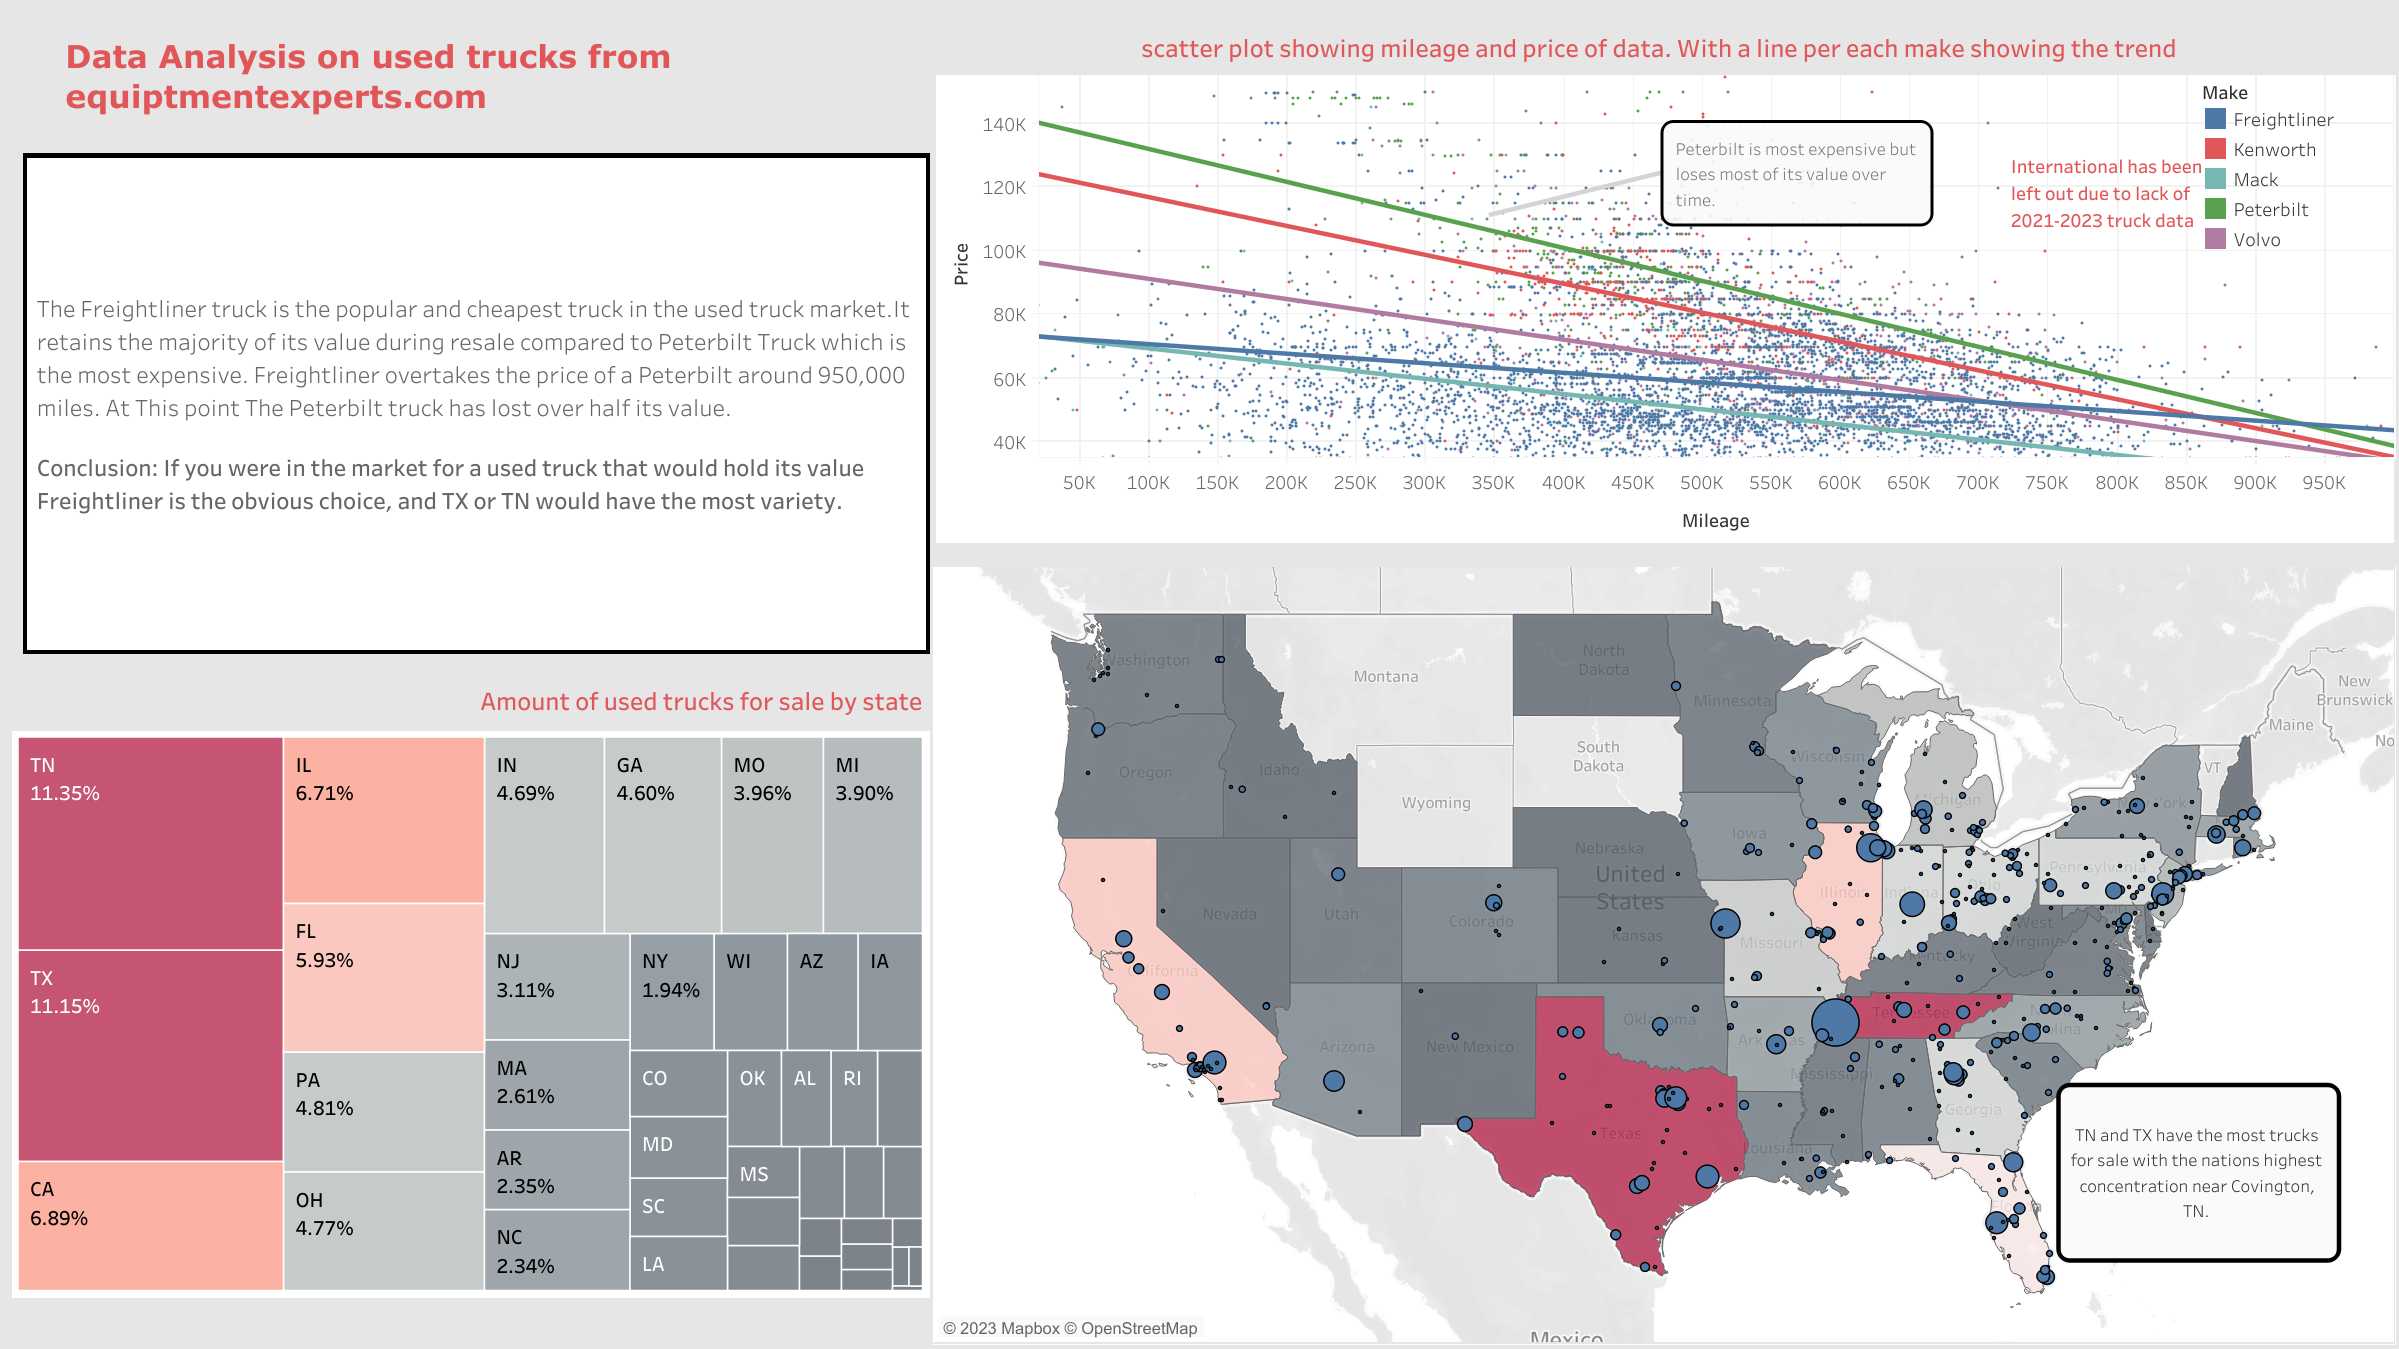 Data Analysis on used trucks from
equiptmentexperts.com
The Freightliner truck is the popular and cheapest truck in the used truck market.It
retains the majority of its value during resale compared to Peterbilt Truck which is
the most expensive. Freightliner overtakes the price of a Peterbilt around 950,000
miles. At This point The Peterbilt truck has lost over half its value.
Conclusion: If you were in the market for a used truck that would hold its value
Freightliner is the obvious choice, and TX or TN would have the most variety.
scatter plot showing mileage and price of data. With a line per each make showing the trend
Make
Freightliner
Kenworth
Mack
Peterbilt
Volvo
International has been
left out due to lack of
2021-2023 truck data
Peterbilt is most expensive but
loses most of its value over
time.
Price
140K
120K
100K
80K
60K
40K
50K 100K 150K 200K 250K 300K 350K 400K 450K 500K 550K 600K 650K 700K 750K 800K 850K 900K 950K
Mileage
Amount of used trucks for sale by state
TN
11.35%
TX
11.15%
CA
6.89%
IL
6.71%
FL
5.93%
PA
4.81%
OH
4.77%
IN
4.69%
GA
4.60%
MO
3.96%
MI
3.90%
NJ
3.11%
MA
2.61%
AR
2.35%
NC
2.34%
NY
1.94%
WI
AZ
IA
CO
MD
SC
LA
OK
AL
RI
MS
Washington
Montana
North
Dakota
Minnesota
South
Dakota
Wisconsin
Michigan
Oregon
Idaho
Wyoming
Iowa
Nebraska
United
States
Nevada
Utah
Colorado
Kansas
Missouri
Illinois
Ohio
Pennsylvania
West
Virginia
Kentucky
California
Arizona
New Mexico
Texas
Mississippi
Louisiana
Georgia
VT
Maine
New
Brunswick
No
Mexico
TN and TX have the most trucks
for sale with the nations highest
concentration near Covington,
TN.
© 2023 Mapbox © OpenStreetMap